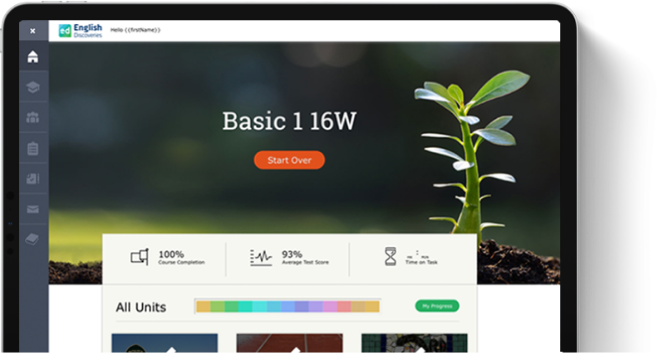 ×
ed English Discoveries
Hello {{firstName}}
Basic 1 16W
Start Over
100%
Course Completion
93%
Average Test Score
Time on Task
All Units
My Progress